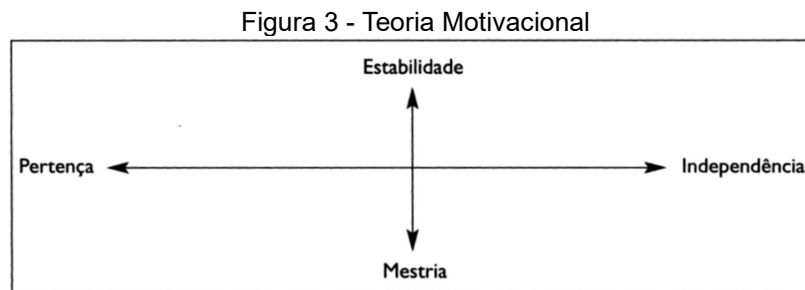 Figura 3 - Teoria Motivacional
Estabilidade
Pertença
Independência
Mestria